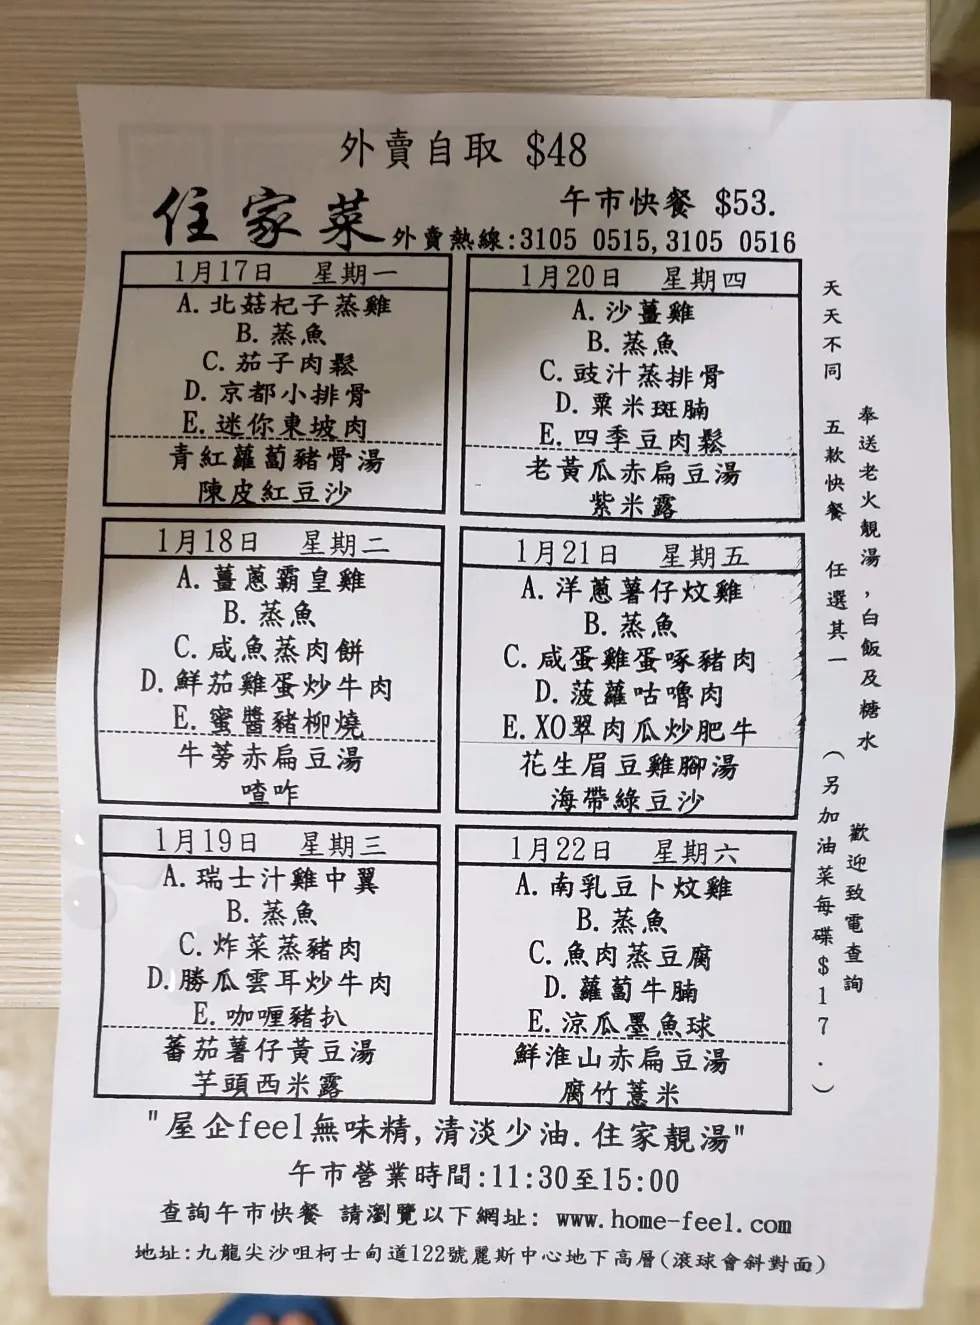 外賣自取 $48
住家菜
午市快餐 $53.
外賣熱線:3105 0515,3105 0516
1月17日 星期一
A.北菇杞子蒸雞
B.蒸魚
C.茄子肉鬆
D.京都小排骨
E.迷你東坡肉
青紅蘿蔔豬骨湯
陳皮紅豆沙
1月18日 星期二
A.薑蔥霸皇雞
B.蒸魚
C.咸魚蒸肉餅
D.鮮茄雞蛋炒牛肉
E.蜜醬豬柳燒
牛蒡赤扁豆湯
喳咋
1月19日 星期三
A.瑞士汁雞中翼
B.蒸魚
C.炸菜蒸豬肉
D.勝瓜雲耳炒牛肉
E.咖喱豬扒
蕃茄薯仔黃豆湯
芋頭西米露
1月20日 星期四
A.沙薑雞
B.蒸魚
C.豉汁蒸排骨
D.粟米斑腩
E.四季豆肉鬆
老黃瓜赤扁豆湯
紫米露
1月21日 星期五
A.洋蔥薯仔炆雞
B.蒸魚
C.咸蛋雞蛋啄豬肉
D.菠蘿咕嚕肉
E.XO翠肉瓜炒肥牛
花生眉豆雞腳湯
海帶綠豆沙
1月22日 星期六
A.南乳豆卜炆雞
B.蒸魚
C.魚肉蒸豆腐
D.蘿蔔牛腩
E.涼瓜墨魚球
鮮淮山赤扁豆湯
腐竹薏米
奉送老火靚湯,白飯及糖水 歡迎致電查詢
天天不同 五款快餐 任選其一 (另加油菜每碟$17.)
"屋企feel無味精,清淡少油.住家靚湯"
午市營業時間:11:30至15:00
查詢午市快餐 請瀏覽以下網址: www.home-feel.com
地址:九龍尖沙咀柯士甸道122號麗斯中心地下高層(滾球會斜對面)